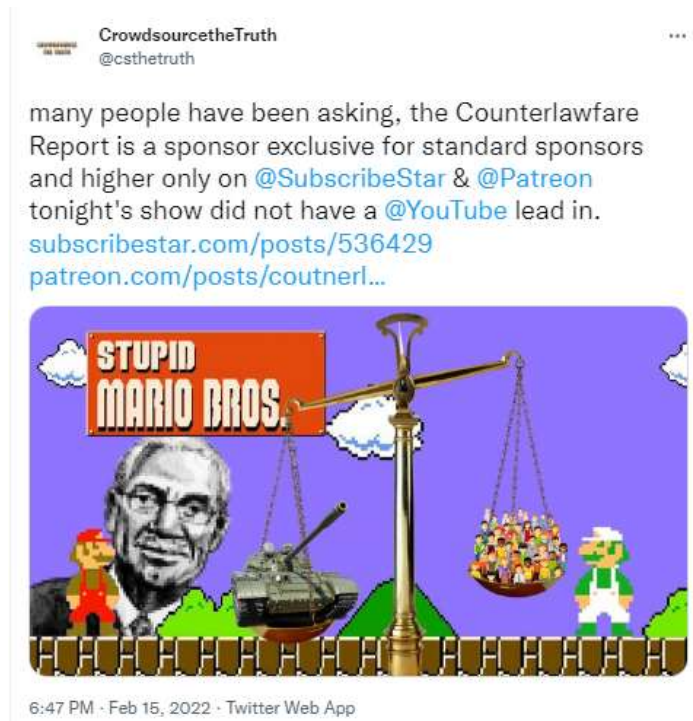 CrowdsourcetheTruth
@csthetruth
many people have been asking, the Counterlawfare
Report is a sponsor exclusive for standard sponsors
and higher only on @SubscribeStar & @Patreon
tonight's show did not have a @YouTube lead in.
subscribestar.com/posts/536429
patreon.com/posts/coutnerl...
STUPID
MARIO BROS.
6:47 PM · Feb 15, 2022 · Twitter Web App